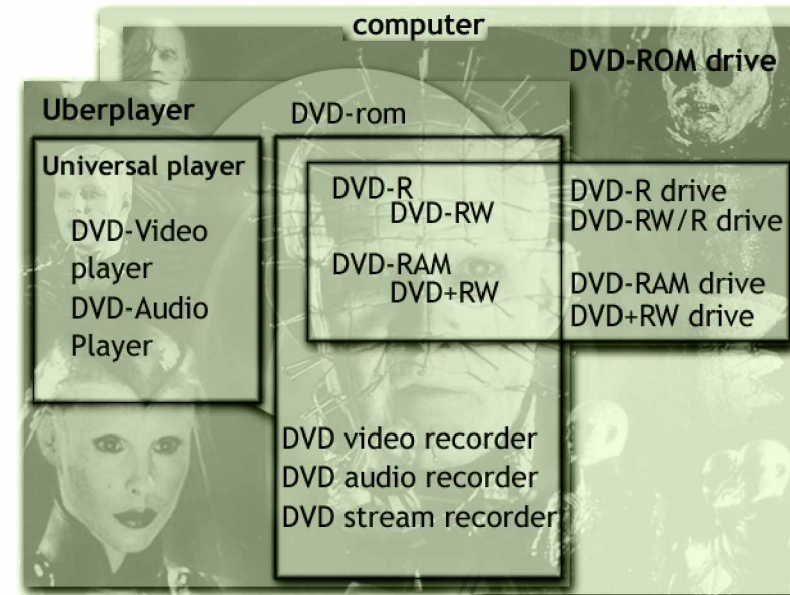 computer
DVD-ROM drive
Uberplayer
DVD-rom
Universal player
DVD-Video
player
DVD-Audio
Player
DVD-R
DVD-RW
DVD-RAM
DVD+RW
DVD-R drive
DVD-RW/R drive
DVD-RAM drive
DVD+RW drive
DVD video recorder
DVD audio recorder
DVD stream recorder